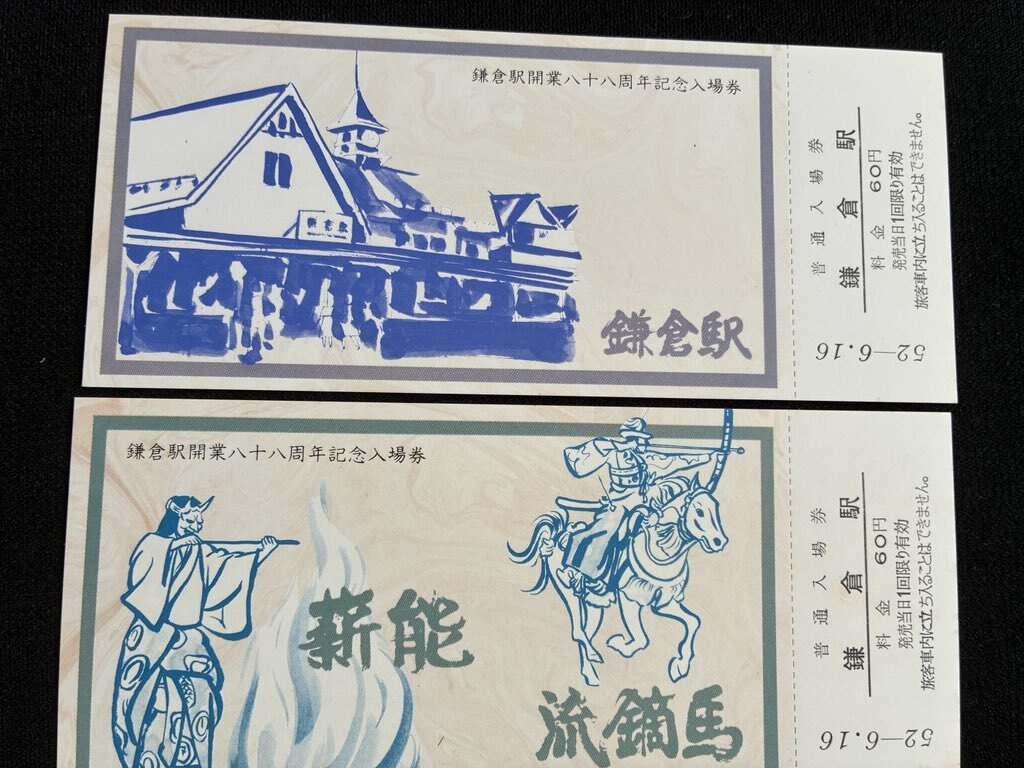 鎌倉駅開業八十八周年記念入場券
鎌倉駅
鎌倉駅
普通入場券
鎌倉駅
料金 60円
発売当日1回限り有効
旅客車内に立ち入ることはできません。
52-6.16
鎌倉駅開業八十八周年記念入場券
薪能
流鏑馬
普通入場券
鎌倉駅
料金 60円
発売当日1回限り有効
旅客車内に立ち入ることはできません。
52-6.16